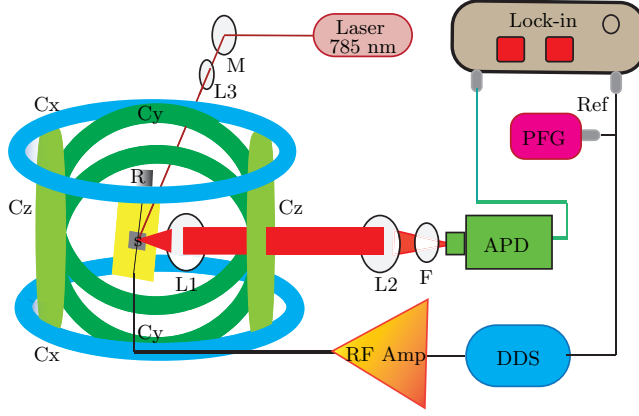 Lock-in
Laser
785 nm
M
L3
Ref
Cx
Cy
PFG
R
Cz
Cz
s
APD
L1
L2
F
Cy
Cx
RF Amp
DDS